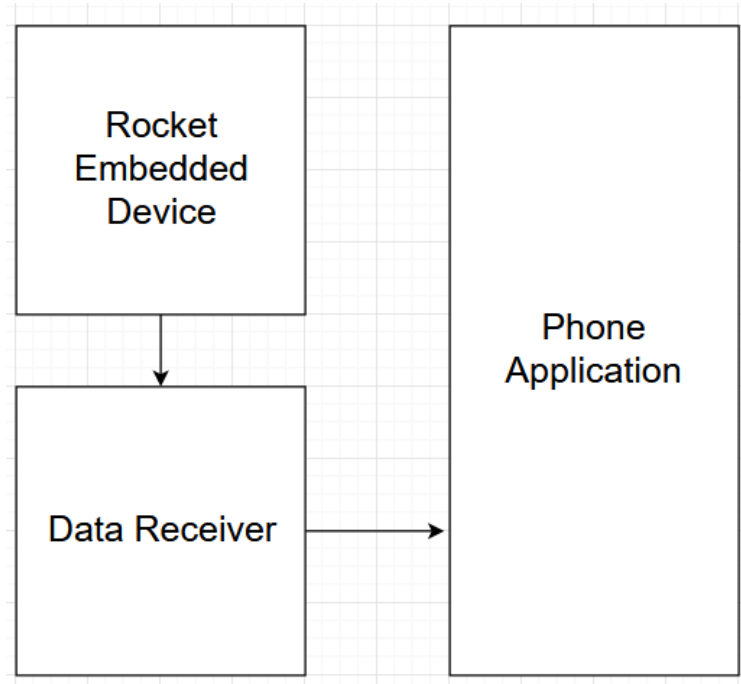 Rocket
Embedded
Device
Phone
Application
Data Receiver